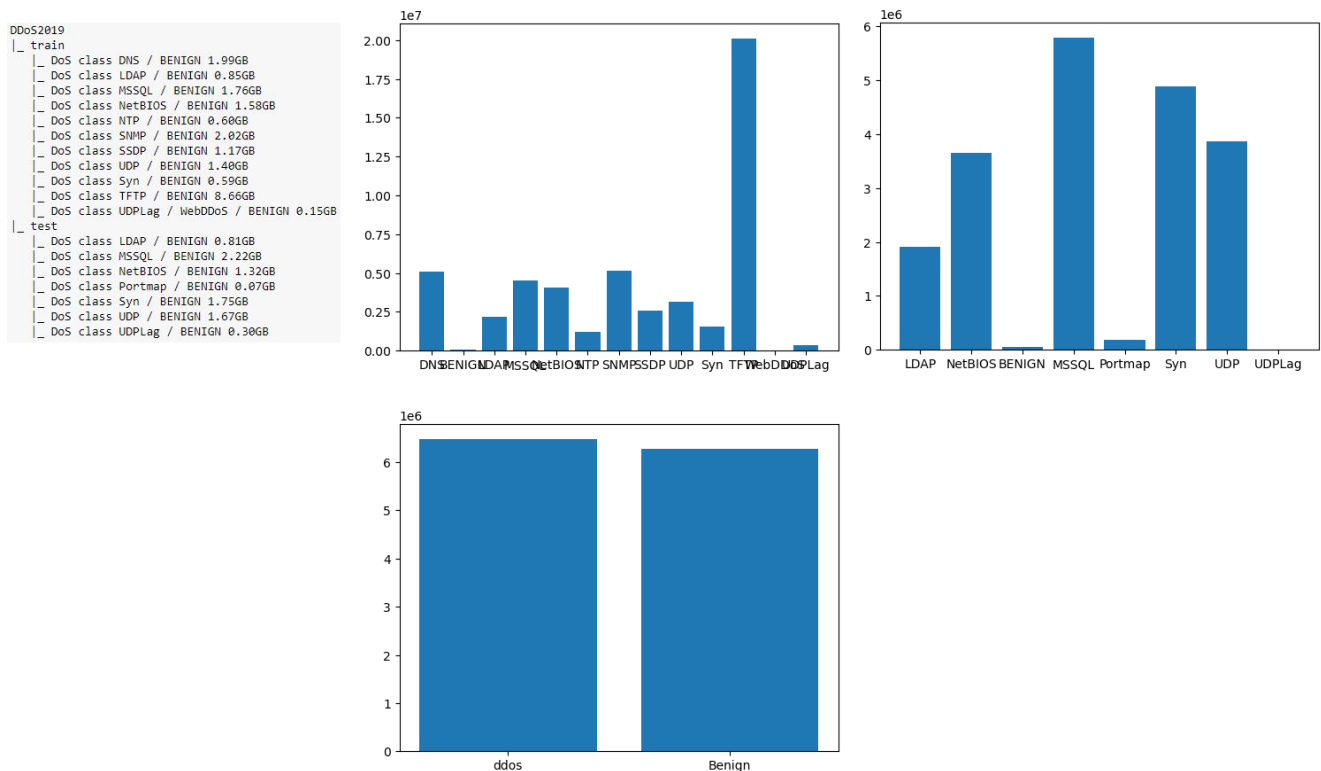 DDoS2019
|_ train
|_ DoS class DNS / BENIGN 1.99GB
|_ DoS class LDAP / BENIGN 0.85GB
|_ DoS class MSSQL / BENIGN 1.76GB
|_ DoS class NetBIOS / BENIGN 1.58GB
|_ DoS class NTP / BENIGN 0.60GB
|_ DoS class SNMP / BENIGN 2.02GB
|_ DoS class SSDP / BENIGN 1.17GB
|_ DoS class UDP / BENIGN 1.40GB
|_ DoS class Syn / BENIGN 0.59GB
|_ DoS class TFTP / BENIGN 8.66GB
|_ DoS class UDPLag / WebDDoS / BENIGN 0.15GB
|_ test
|_ DoS class LDAP / BENIGN 0.81GB
|_ DoS class MSSQL / BENIGN 2.22GB
|_ DoS class NetBIOS / BENIGN 1.32GB
|_ DoS class Portmap / BENIGN 0.07GB
|_ DoS class Syn / BENIGN 1.75GB
|_ DoS class UDP / BENIGN 1.67GB
|_ DoS class UDPLag / BENIGN 0.30GB
1e7
2.00
1.75
1.50
1.25
1.00
0.75
0.50
0.25
0.00
DNS BENIGN LDAP MSSQL NetBIOS NTP SNMP SSDP UDP Syn TFTP WebDDoS UDPLag
1e6
6
5
4
3
2
1
0
LDAP NetBIOS BENIGN MSSQL Portmap Syn UDP UDPLag
1e6
6
5
4
3
2
1
0
ddos Benign